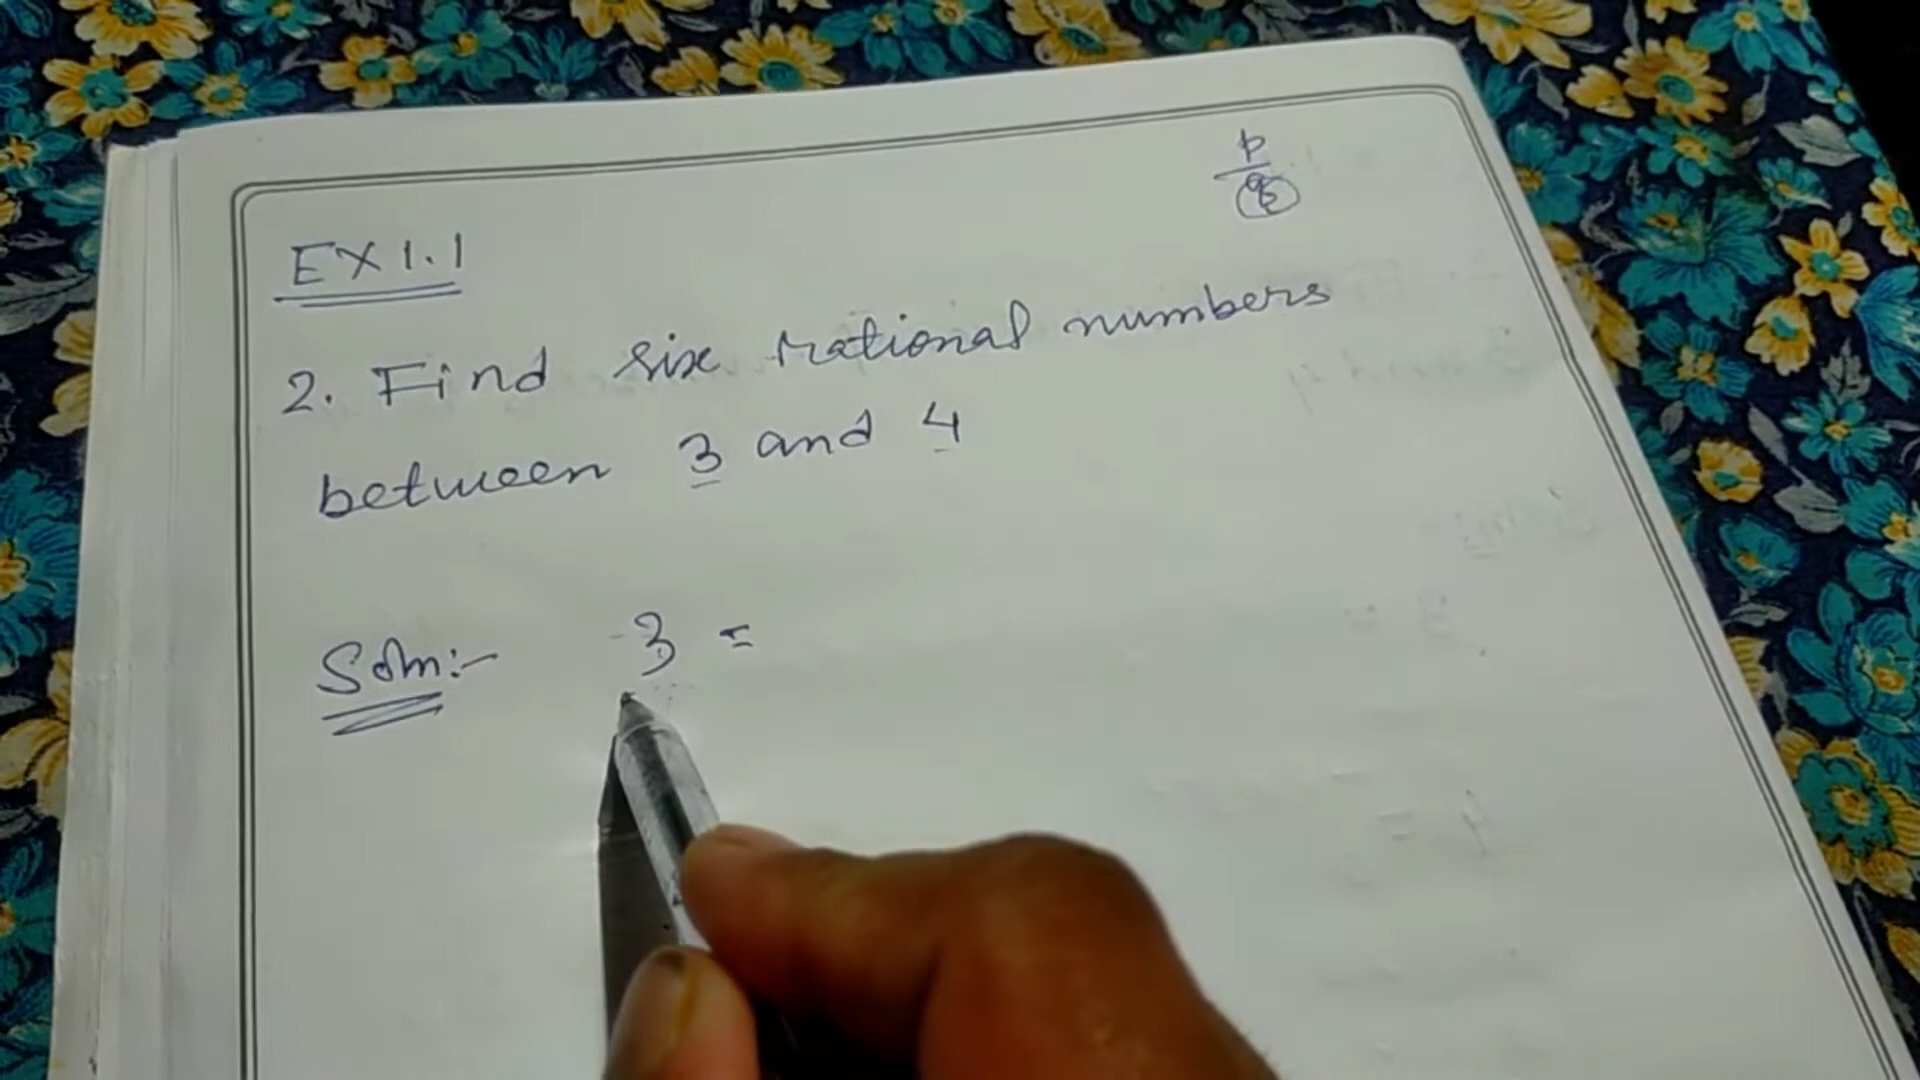 p
q
EX 1.1
2. Find six rational numbers
between 3 and 4
Soln:- 3 =